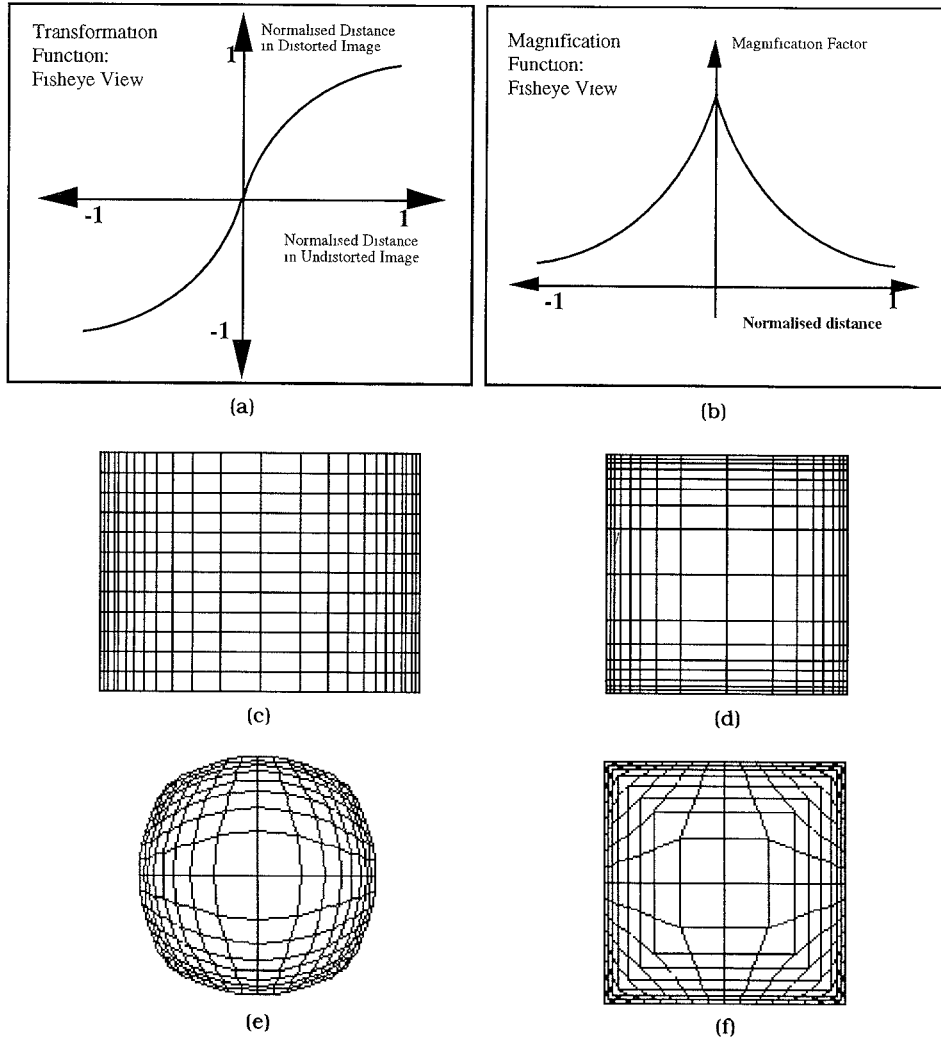 Transformation
Function:
Fisheye View
Normalised Distance
in Distorted Image
1
-1
1
Normalised Distance
in Undistorted Image
-1
(a)
Magnification
Function:
Fisheye View
Magnification Factor
-1
1
Normalised distance
(b)
(c)
(d)
(e)
(f)